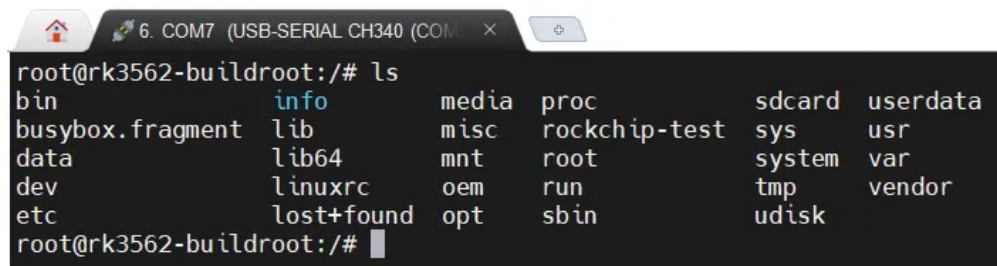 6. COM7 (USB-SERIAL CH340 (COM
root@rk3562-buildroot:/# ls
bin info media proc sdcard userdata
busybox.fragment lib misc rockchip-test sys usr
data lib64 mnt root system var
dev linuxrc oem run tmp vendor
etc lost+found opt sbin udisk
root@rk3562-buildroot:/#